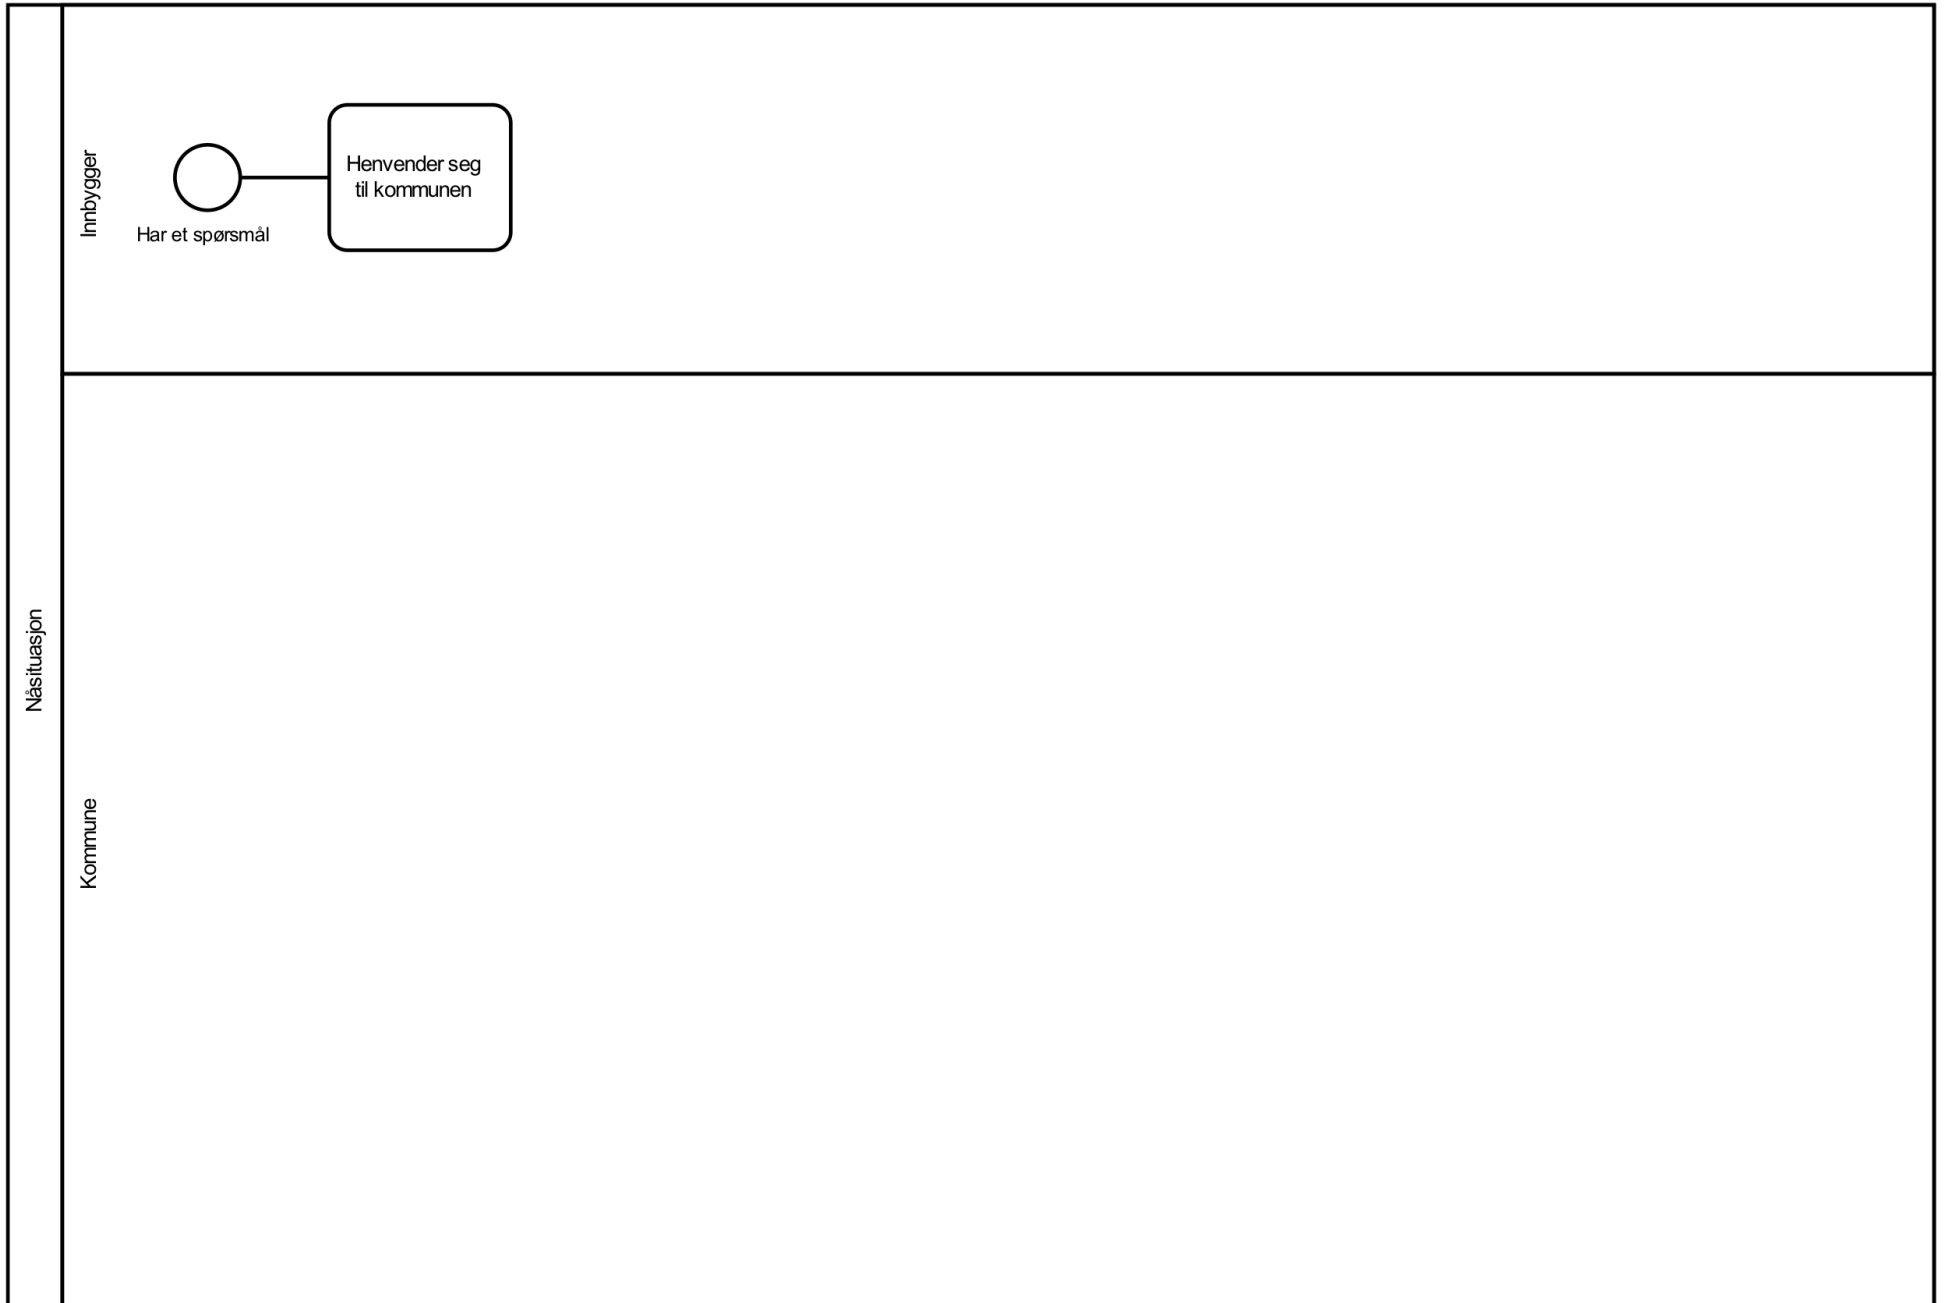 Nåsituasjon
Innbygger
Har et spørsmål
Henvender seg
til kommunen
Kommune